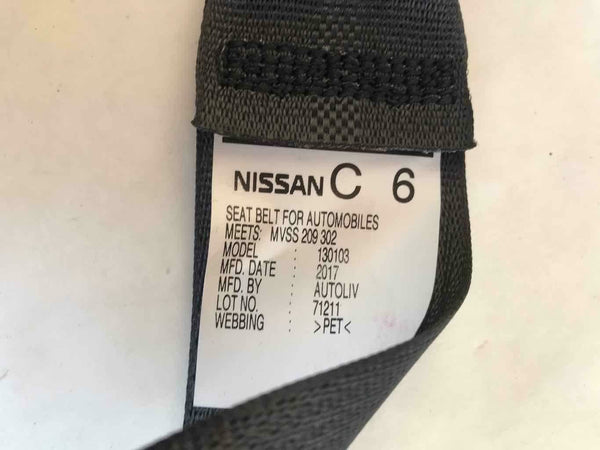 NISSAN C 6
SEAT BELT FOR AUTOMOBILES
MEETS: MVSS 209 302
MODEL : 130103
MFD. DATE : 2017
MFD. BY : AUTOLIV
LOT NO. : 71211
WEBBING : >PET<